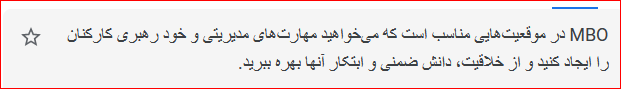 MBO در موقعیت‌هایی مناسب است که می‌خواهید مهارت‌های مدیریتی و خود رهبری کارکنان
را ایجاد کنید و از خلاقیت، دانش ضمنی و ابتکار آنها بهره ببرید.